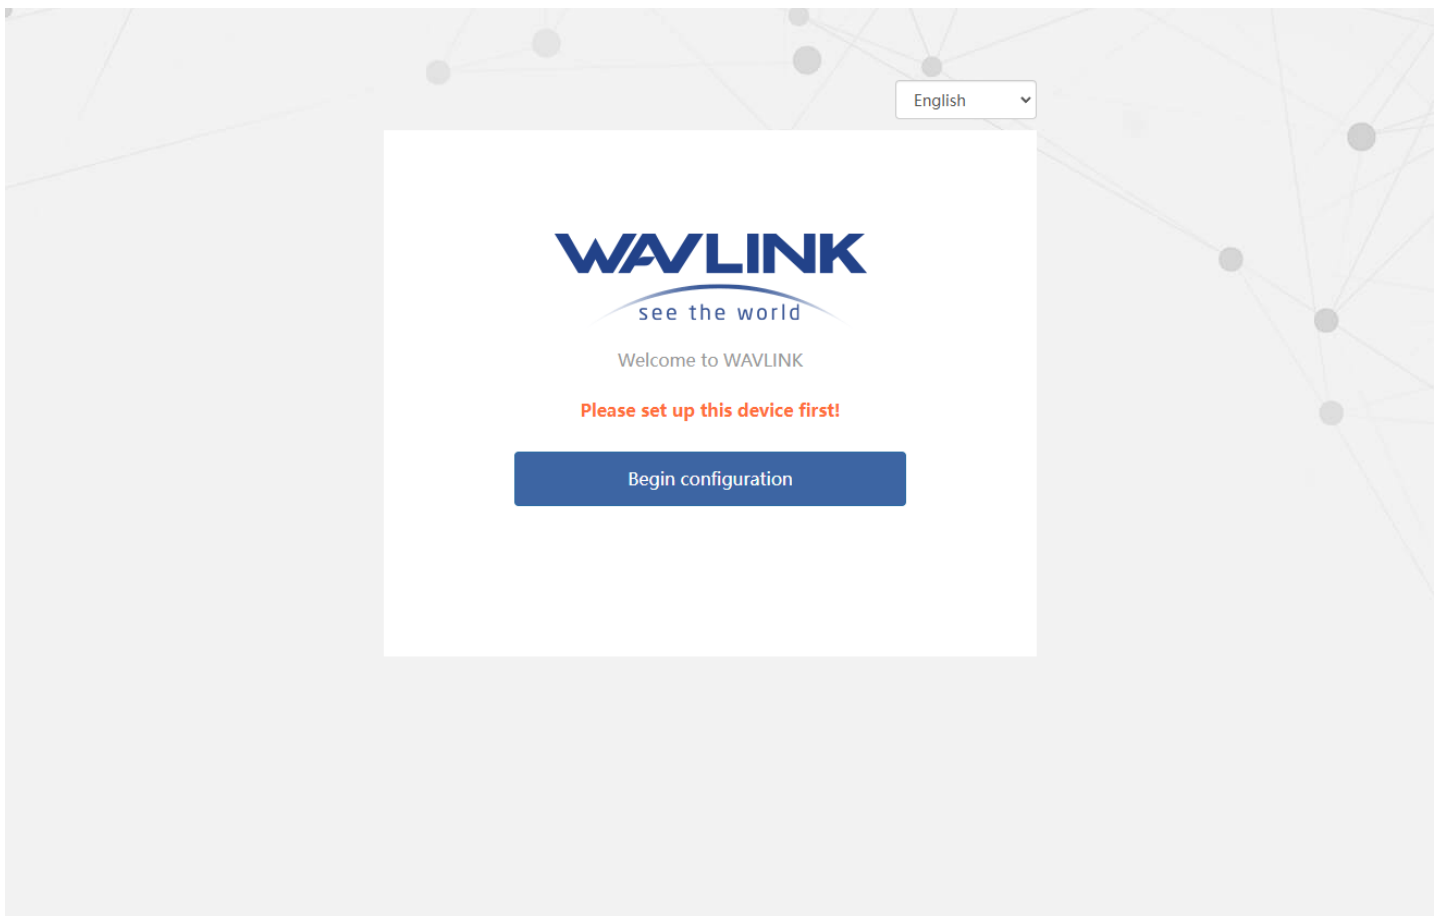 English
WAVLINK
see the world
Welcome to WAVLINK
Please set up this device first!
Begin configuration